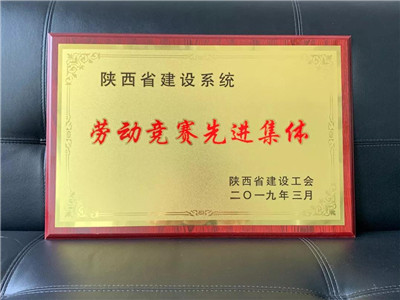 陕西省建设系统
劳动竞赛先进集体
陕西省建设工会
二〇一九年三月